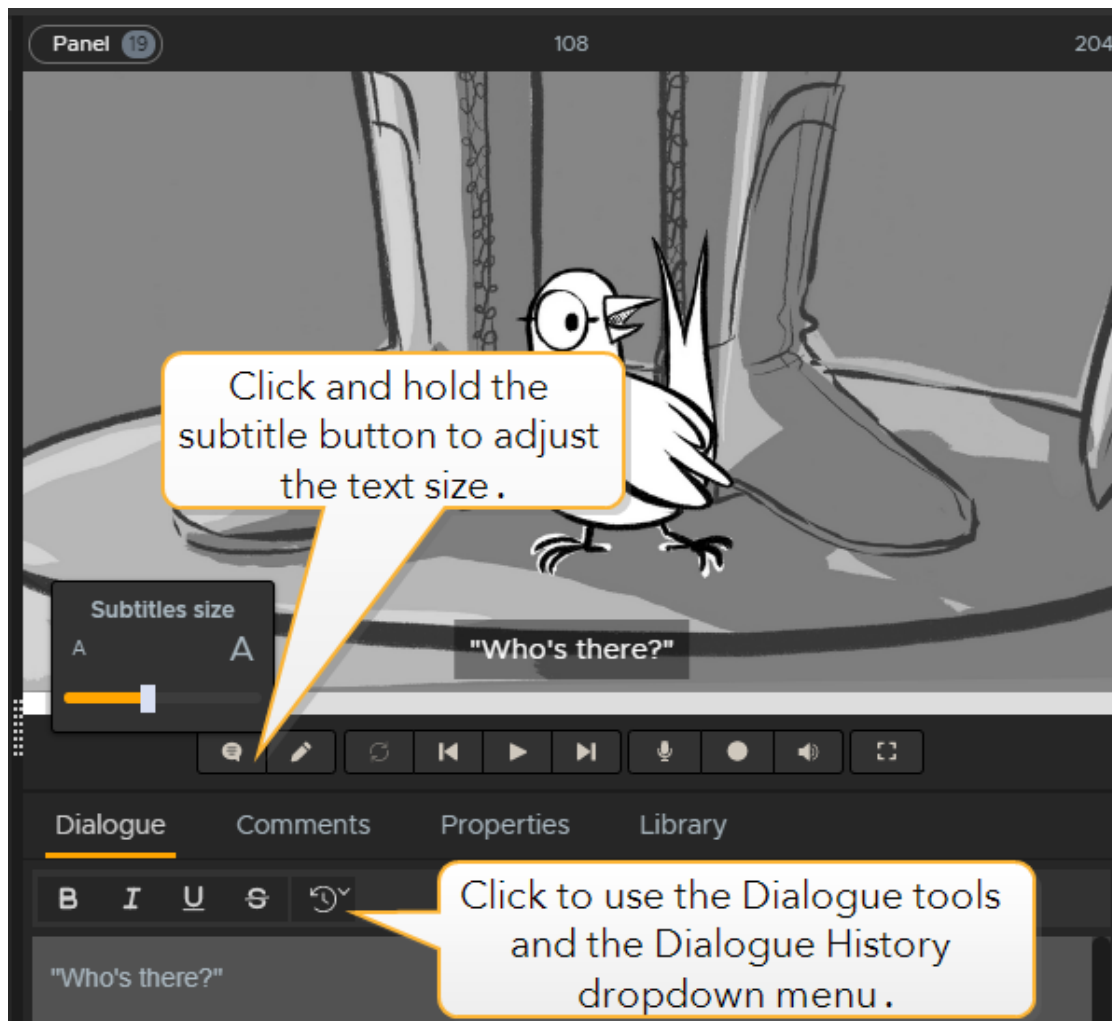 Panel 19 108 204
Click and hold the
subtitle button to adjust
the text size.
Subtitles size
A A
"Who's there?"
Dialogue Comments Properties Library
B I U S
Click to use the Dialogue tools
and the Dialogue History
dropdown menu.
"Who's there?"